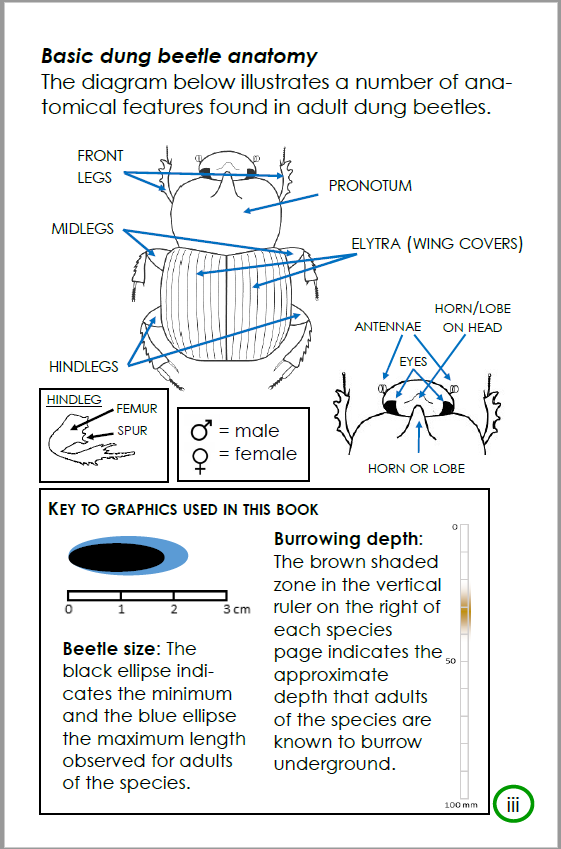 Basic dung beetle anatomy
The diagram below illustrates a number of ana-
tomical features found in adult dung beetles.
FRONT
LEGS
PRONOTUM
MIDLEGS
ELYTRA (WING COVERS)
HINDLEGS
HORN/LOBE
ON HEAD
ANTENNAE
EYES
HORN OR LOBE
HINDLEG
FEMUR
SPUR
♂ = male
♀ = female
KEY TO GRAPHICS USED IN THIS BOOK
0 1 2 3 cm
Beetle size: The
black ellipse indi-
cates the minimum
and the blue ellipse
the maximum length
observed for adults
of the species.
Burrowing depth:
The brown shaded
zone in the vertical
ruler on the right of
each species
page indicates the
approximate
depth that adults
of the species are
known to burrow
underground.
0
50
100 mm
iii